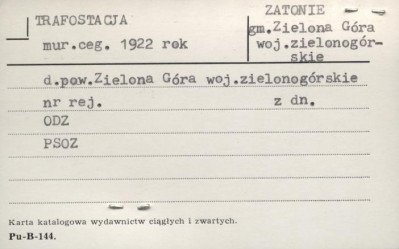 TRAFOSTACJA
mur.ceg. 1922 rok
ZATONIE
gm.Zielona Góra
woj.zielonogór-
skie
d.pow.Zielona Góra woj.zielonogórskie
nr rej. z dn.
ODZ
PSOZ
Karta katalogowa wydawnictw ciągłych i zwartych.
Pu-B-144.